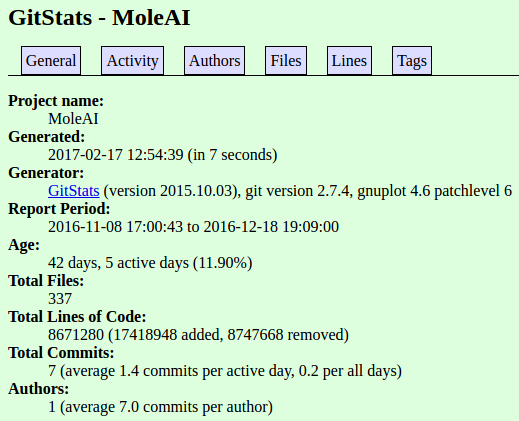 GitStats - MoleAI
General Activity Authors Files Lines Tags
Project name:
MoleAI
Generated:
2017-02-17 12:54:39 (in 7 seconds)
Generator:
GitStats (version 2015.10.03), git version 2.7.4, gnuplot 4.6 patchlevel 6
Report Period:
2016-11-08 17:00:43 to 2016-12-18 19:09:00
Age:
42 days, 5 active days (11.90%)
Total Files:
337
Total Lines of Code:
8671280 (17418948 added, 8747668 removed)
Total Commits:
7 (average 1.4 commits per active day, 0.2 per all days)
Authors:
1 (average 7.0 commits per author)